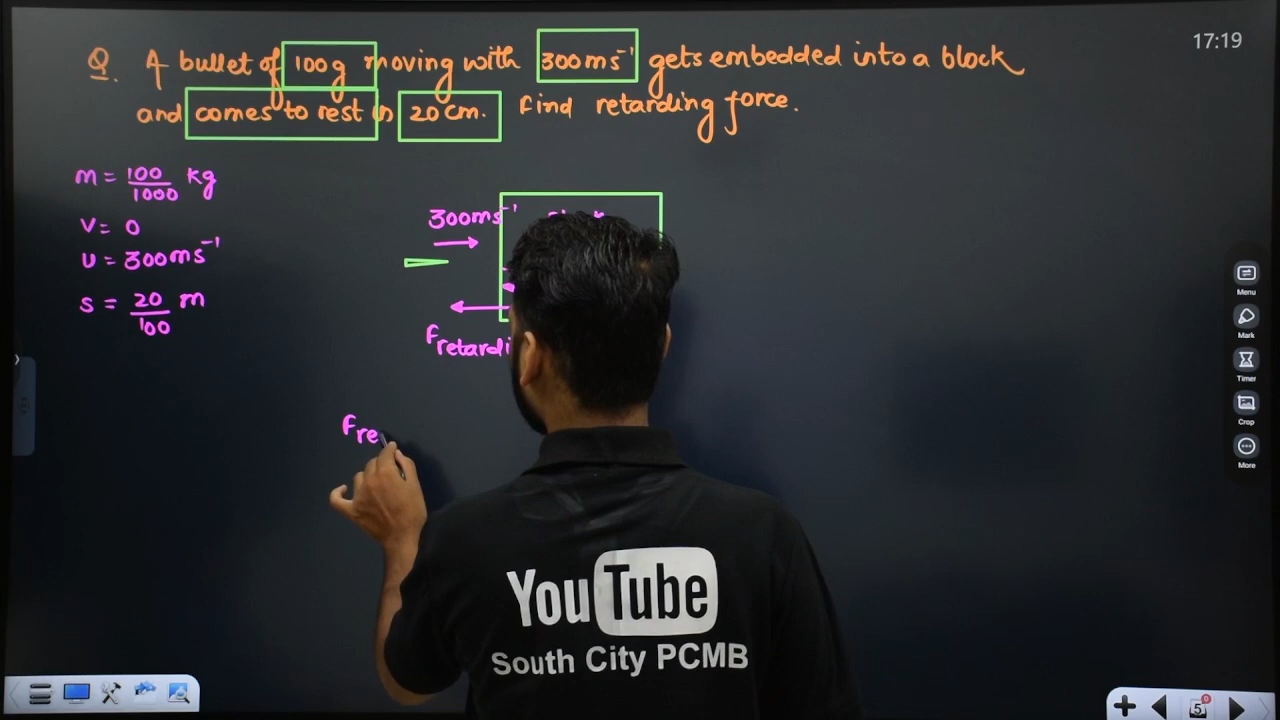 17:19
Q. A bullet of 100g moving with 300ms⁻¹ gets embedded into a block
and comes to rest in 20cm. Find retarding force.
m = 100/1000 kg
v = 0
u = 300ms⁻¹
s = 20/100 m
300ms⁻¹
Fretardi
Fre
YouTube
South City PCMB
Menu
Mark
Timer
Crop
More
5